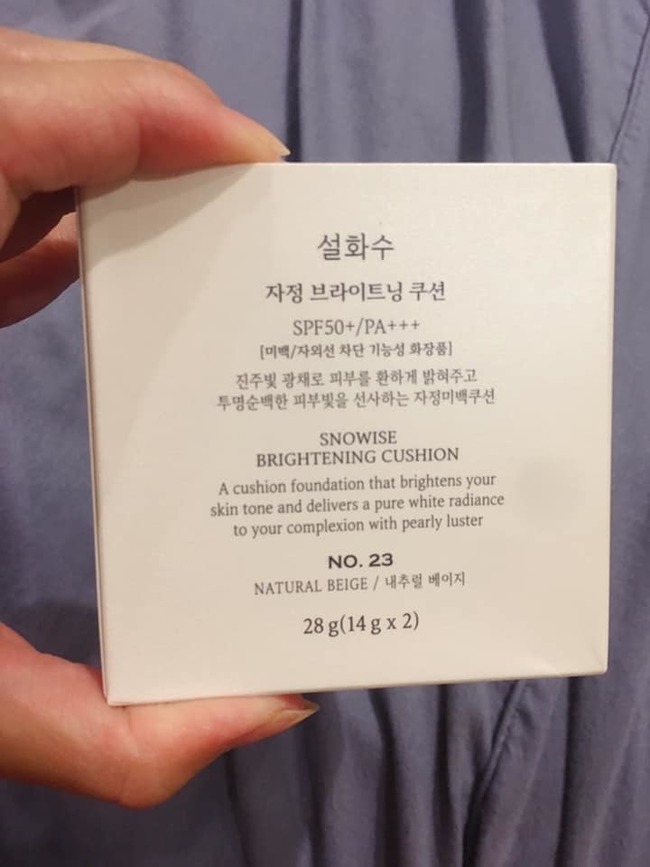 설화수
자정 브라이트닝 쿠션
SPF50+/PA+++
[미백/자외선 차단 기능성 화장품]
진주빛 광채로 피부를 환하게 밝혀주고
투명순백한 피부빛을 선사하는 자정미백쿠션
SNOWISE
BRIGHTENING CUSHION
A cushion foundation that brightens your
skin tone and delivers a pure white radiance
to your complexion with pearly luster
NO. 23
NATURAL BEIGE / 내추럴 베이지
28 g(14 g x 2)